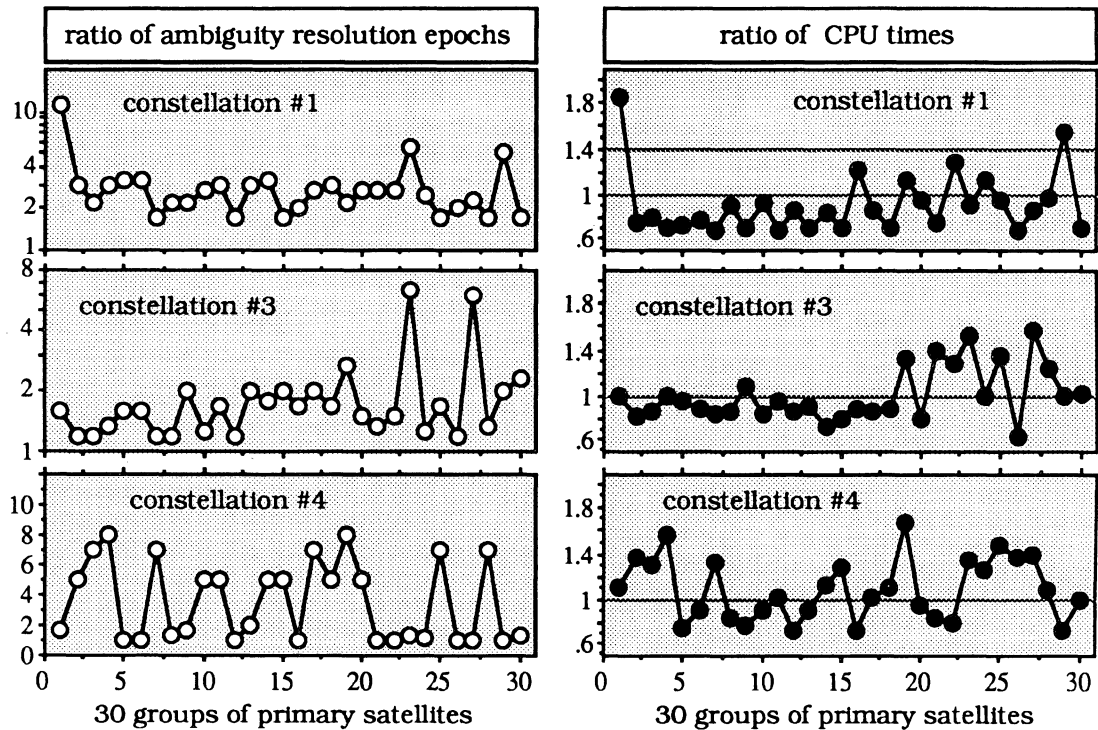 ratio of ambiguity resolution epochs
constellation #1
10
4
2
1
constellation #3
8
4
2
1
constellation #4
10
8
6
4
2
0
0 5 10 15 20 25 30
30 groups of primary satellites
ratio of CPU times
constellation #1
1.8
1.4
1
.6
constellation #3
1.8
1.4
1
.6
constellation #4
1.8
1.4
1
.6
0 5 10 15 20 25 30
30 groups of primary satellites